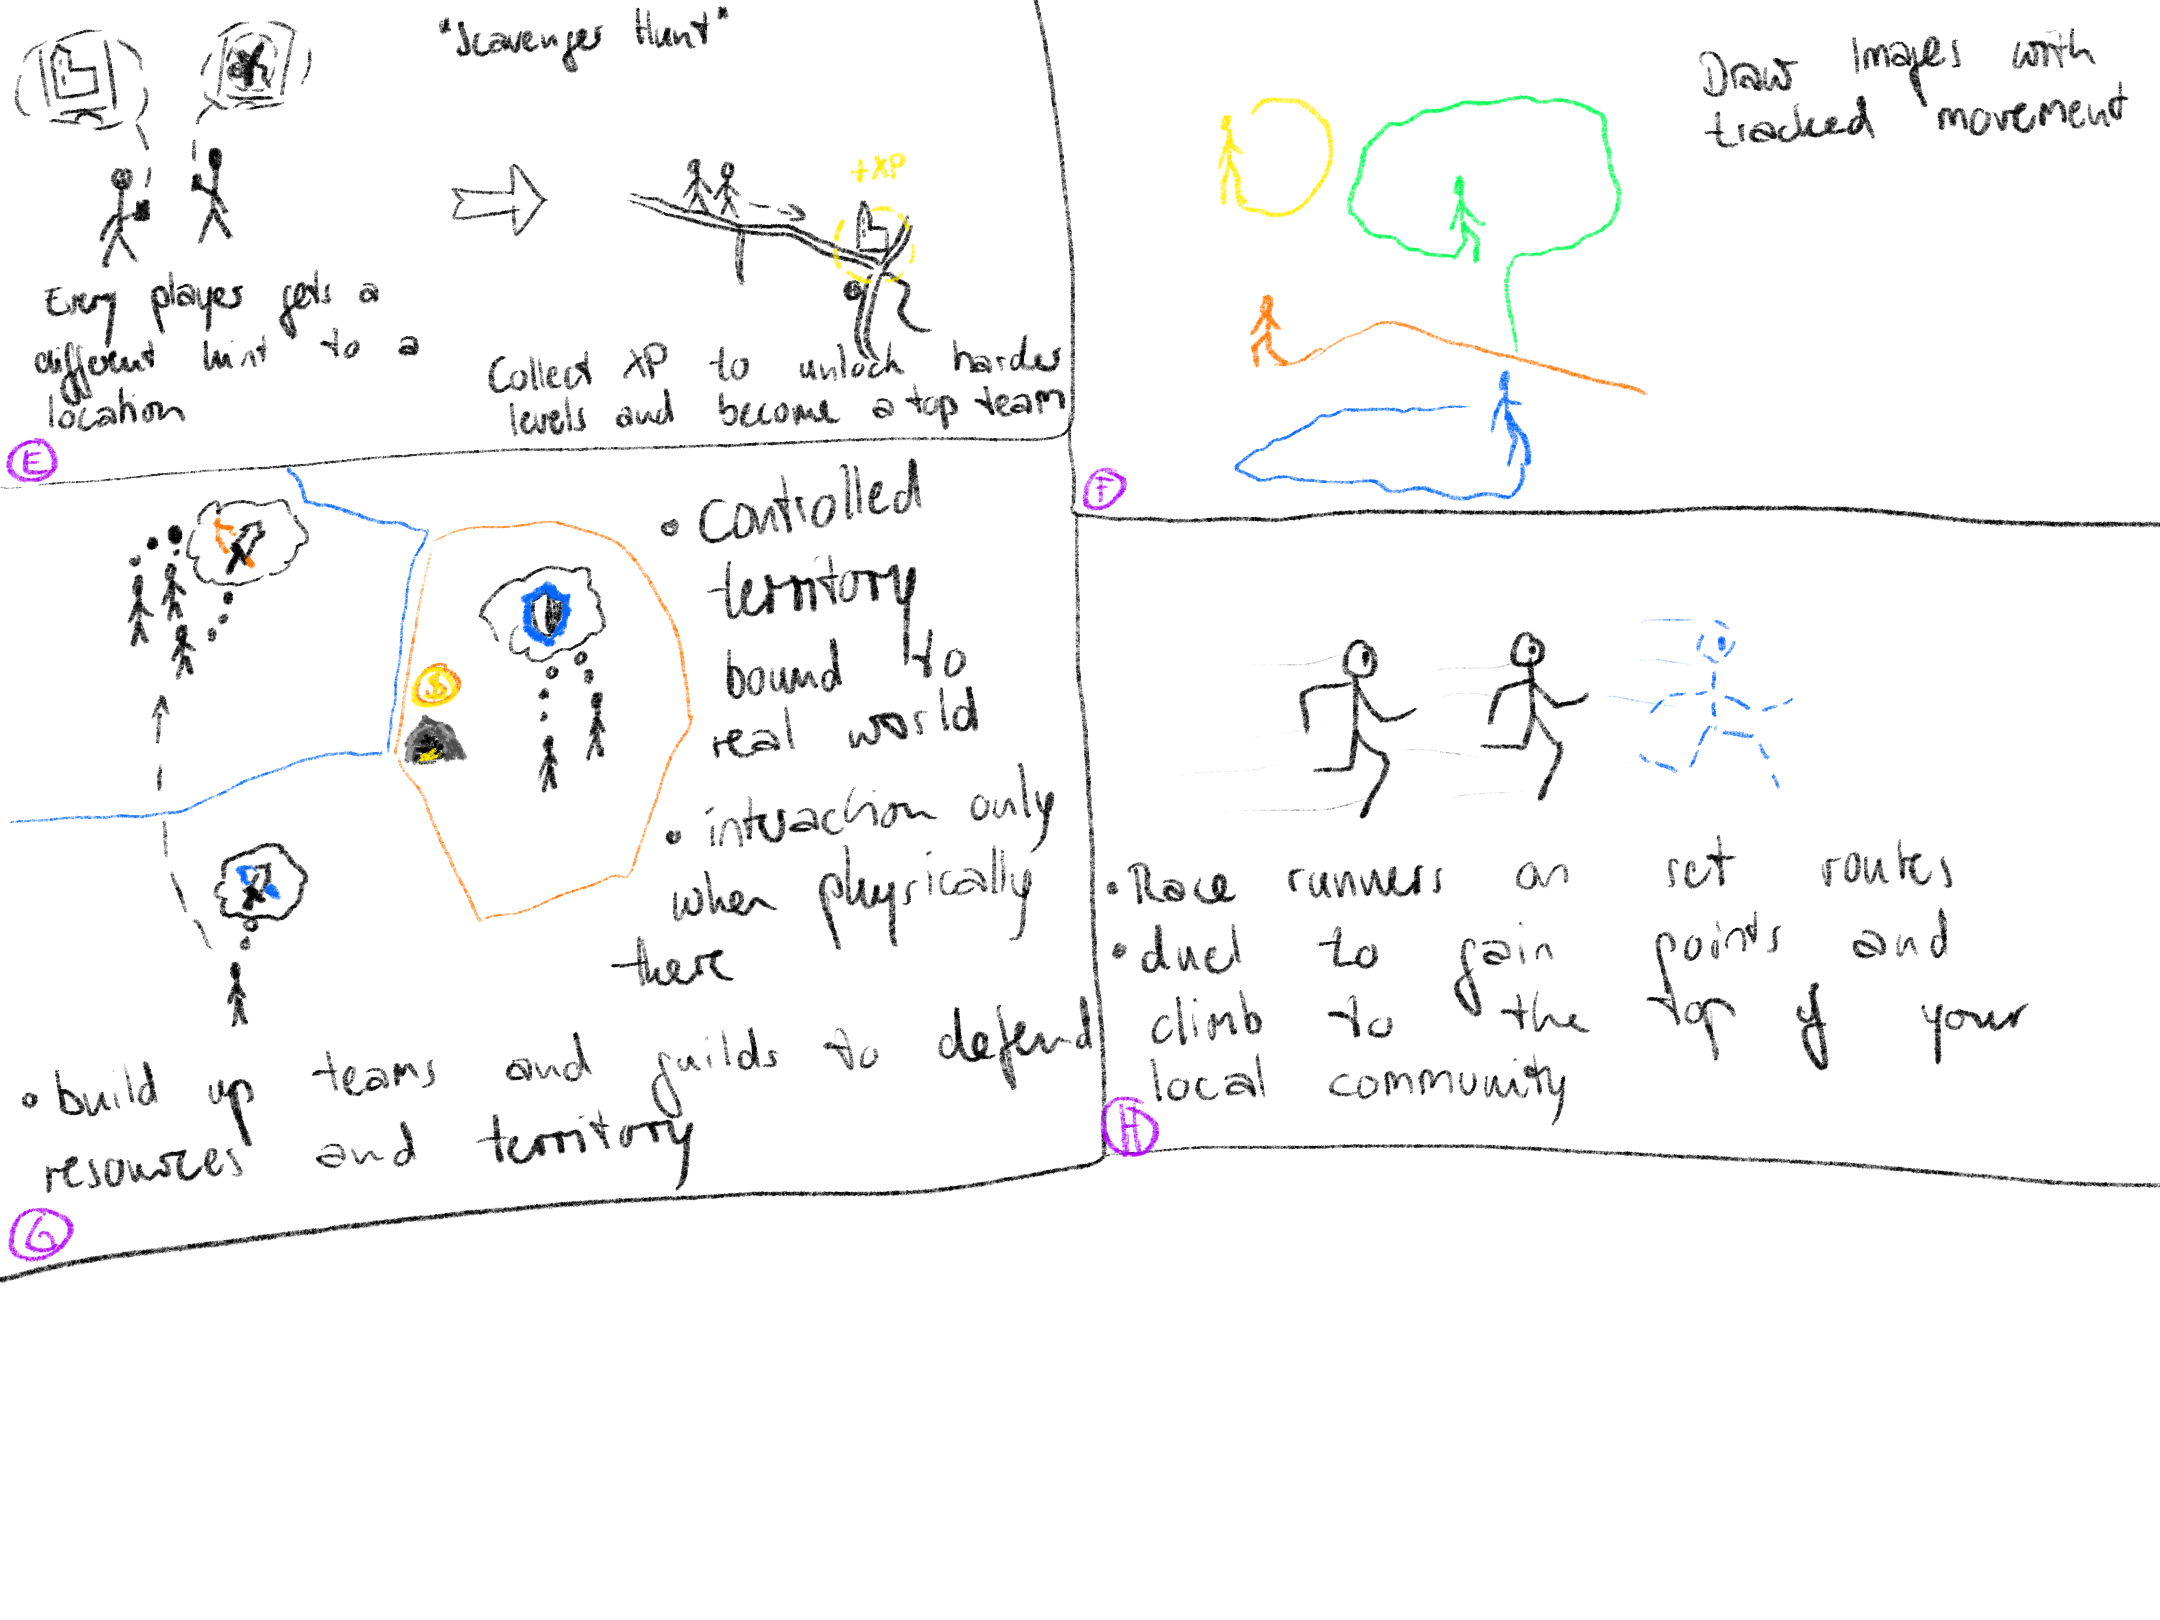 "Scavenger Hunt"
+XP
Every player gets a
different hint to a
location
Collect XP to unlock harder
levels and become a top team
E
Draw Images with
tracked movement
F
• Controlled
territory
bound to
real world
$
• interaction only
when physically
there
• build up teams and guilds to defend
resources and territory
G
• Race runners on set routes
• duel to gain points and
climb to the top of your
local community
H